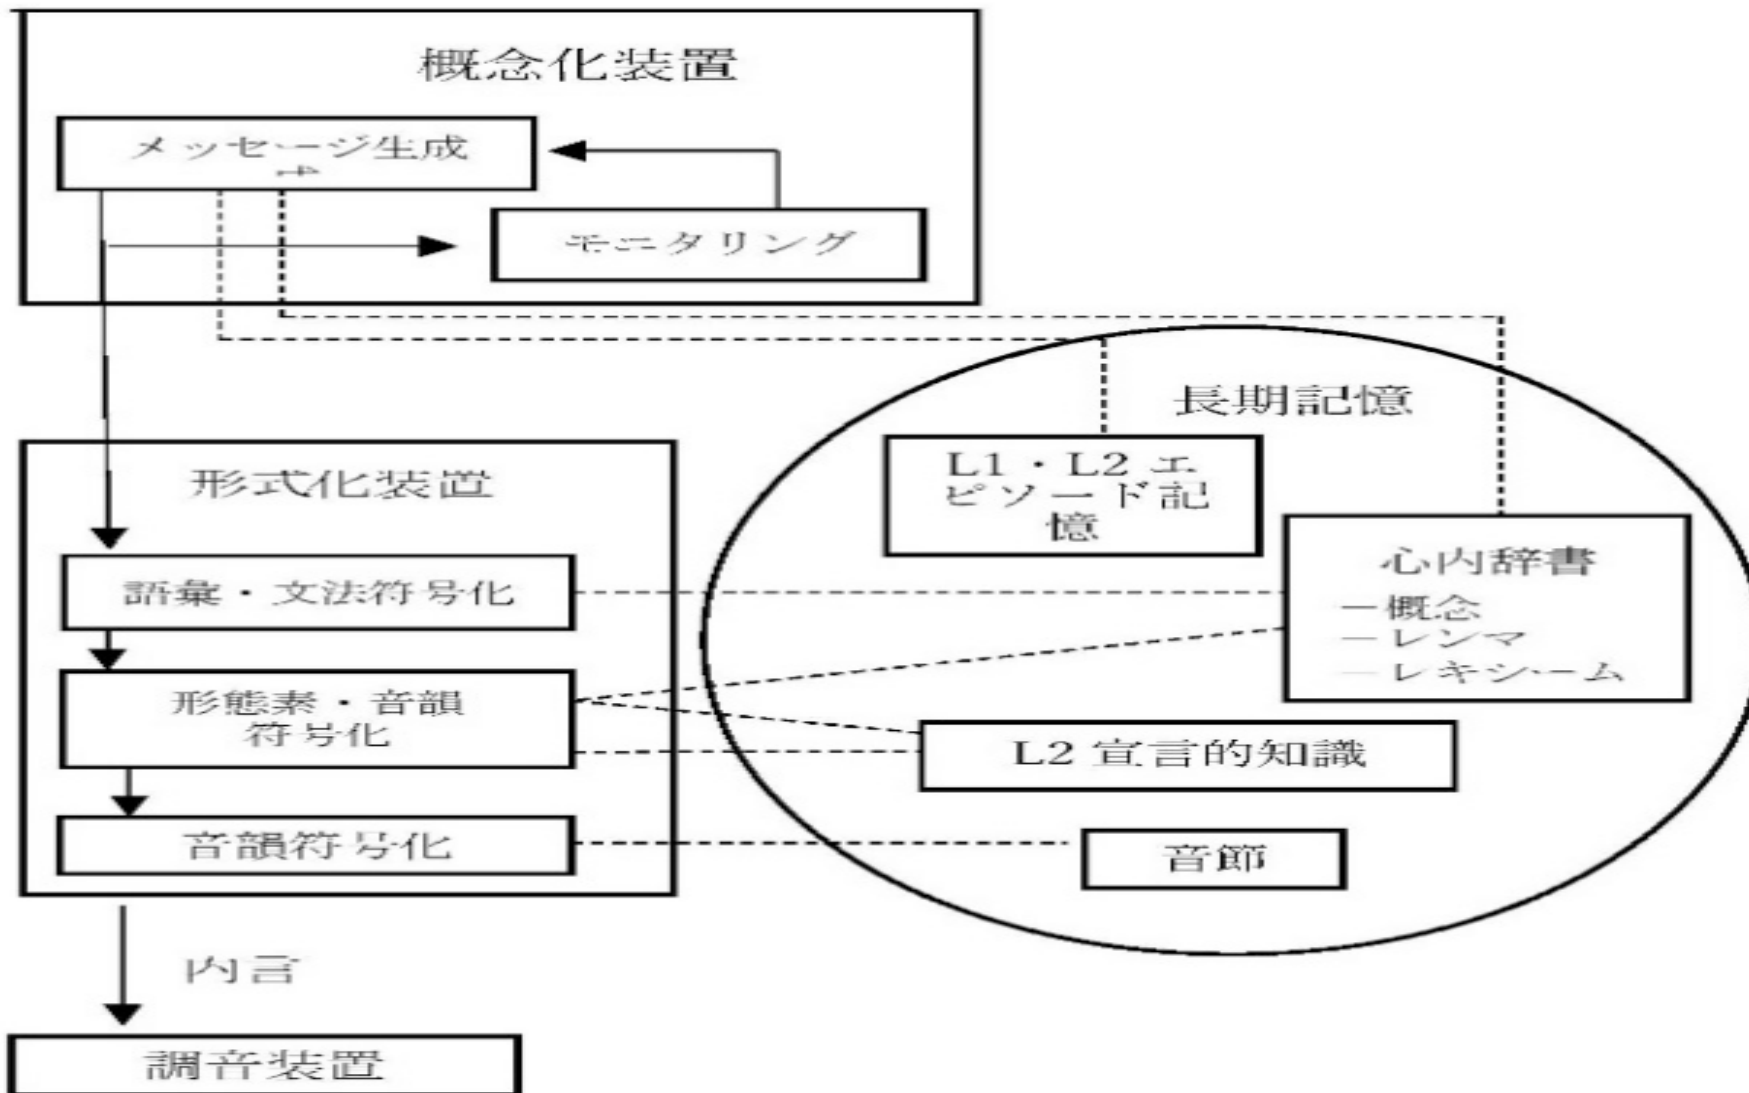 概念化装置
メッセージ生成
モニタリング
長期記憶
L1・L2 エ
ピソード記
憶
心内辞書
－概念
－レンマ
－レキシーム
L2 宣言的知識
音節
形式化装置
語彙・文法符号化
形態素・音韻
符号化
音韻符号化
内言
調音装置